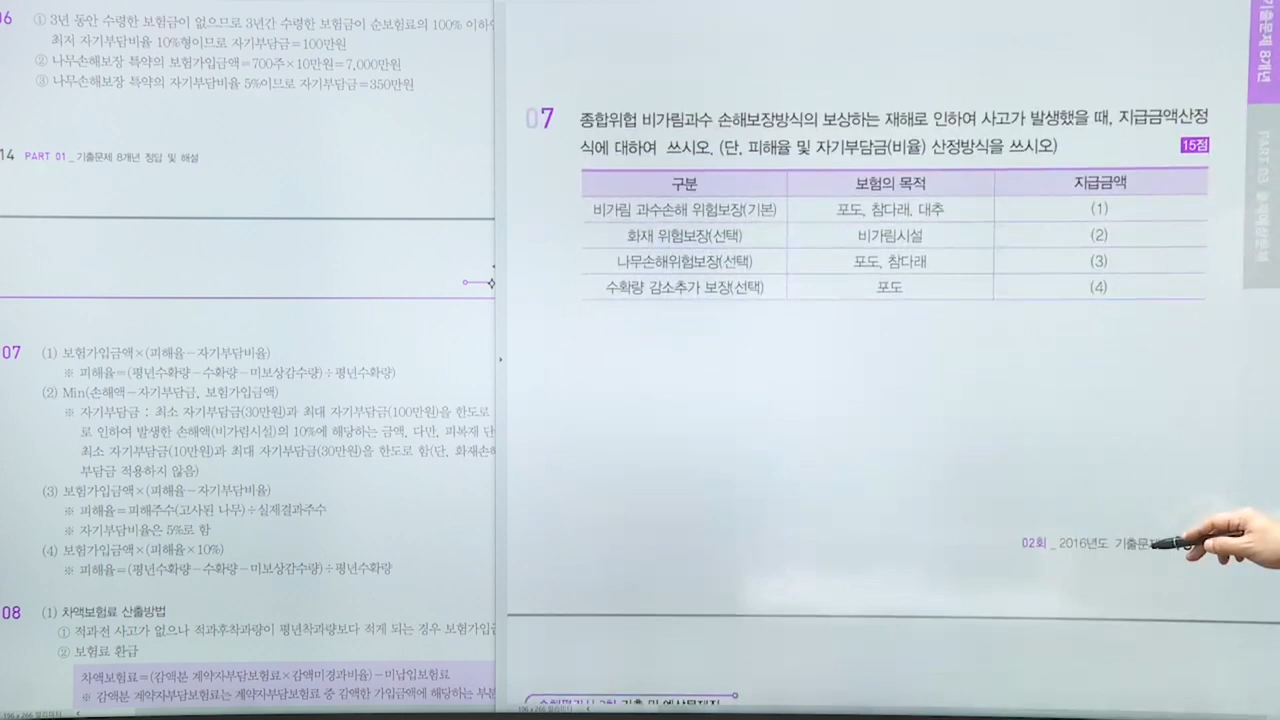 06 ① 3년 동안 수령한 보험금이 없으므로 3년간 수령한 보험금이 순보험료의 100% 이하
최저 자기부담비율 10%형이므로 자기부담금=100만원
② 나무손해보장 특약의 보험가입금액=700주×10만원=7,000만원
③ 나무손해보장 특약의 자기부담비율 5%이므로 자기부담금=350만원
14 PART 01 _ 기출문제 8개년 정답 및 해설
07 (1) 보험가입금액×(피해율-자기부담비율)
※ 피해율=(평년수확량-수확량-미보상감수량)÷평년수확량)
(2) Min(손해액-자기부담금, 보험가입금액)
※ 자기부담금 : 최소 자기부담금(30만원)과 최대 자기부담금(100만원)을 한도로
로 인하여 발생한 손해액(비가림시설)의 10%에 해당하는 금액. 다만, 피복재 단
최소 자기부담금(10만원)과 최대 자기부담금(30만원)을 한도로 함(단, 화재손해
부담금 적용하지 않음)
(3) 보험가입금액×(피해율-자기부담비율)
※ 피해율=피해주수(고사된 나무)÷실제결과주수
※ 자기부담비율은 5%로 함
(4) 보험가입금액×(피해율×10%)
※ 피해율=(평년수확량-수확량-미보상감수량)÷평년수확량
08 (1) 차액보험료 산출방법
① 적과전 사고가 없으나 적과후착과량이 평년착과량보다 적게 되는 경우 보험가입금
② 보험료 환급
차액보험료=(감액분 계약자부담보험료×감액미경과비율)-미납입보험료
※ 감액분 계약자부담보험료는 계약자부담보험료 중 감액한 가입금액에 해당하는 부분
07 종합위헙 비가림과수 손해보장방식의 보상하는 재해로 인하여 사고가 발생했을 때, 지급금액산정
식에 대하여 쓰시오. (단, 피해율 및 자기부담금(비율) 산정방식을 쓰시오) 15점
구분 보험의 목적 지급금액
비가림 과수손해 위험보장(기본) 포도, 참다래, 대추 (1)
화재 위험보장(선택) 비가림시설 (2)
나무손해위험보장(선택) 포도, 참다래 (3)
수확량 감소추가 보장(선택) 포도 (4)
02회 _ 2016년도 기출문제
기출문제 8개년
PART 03